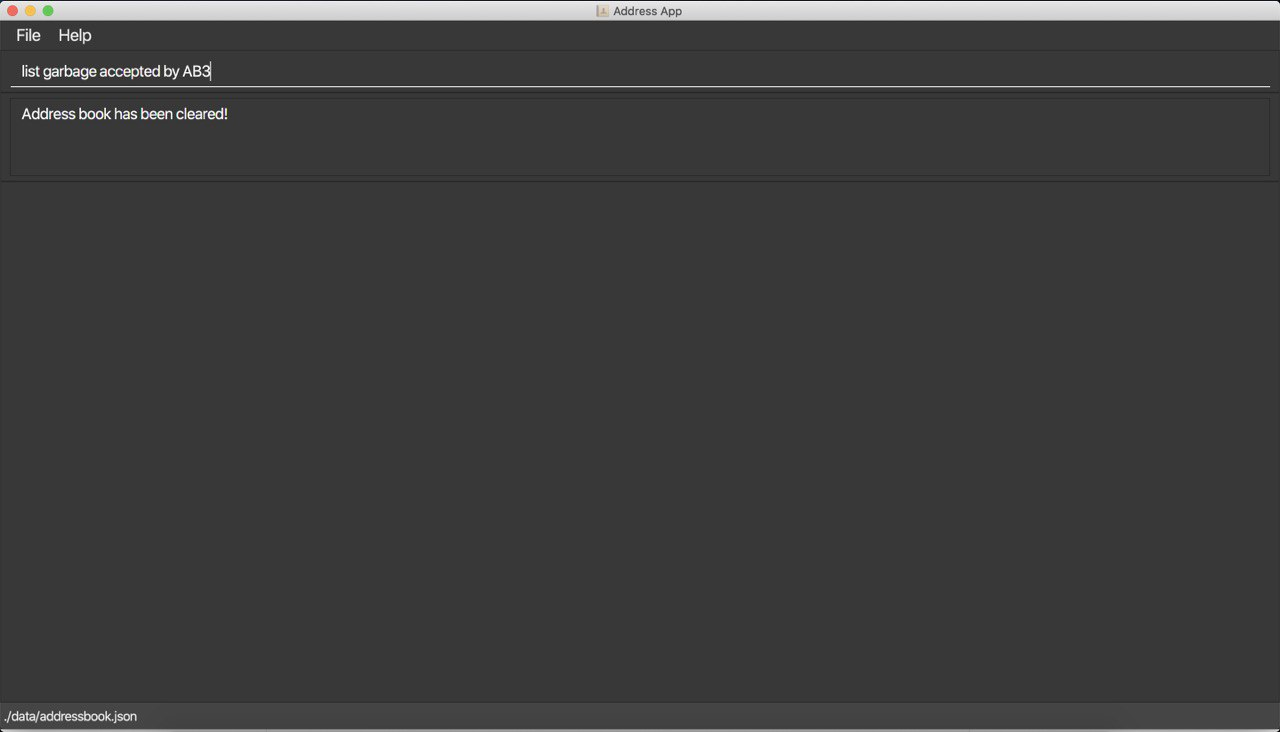 Address App
File Help
list garbage accepted by AB3
Address book has been cleared!
./data/addressbook.json